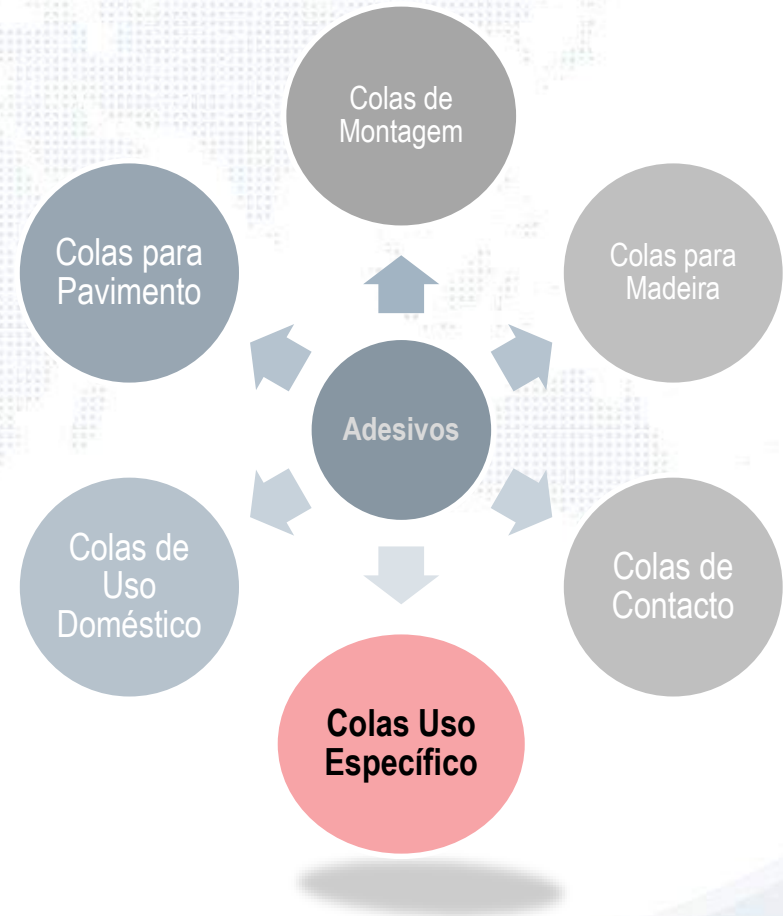 Colas de
Montagem
Colas para
Pavimento
Colas para
Madeira
Adesivos
Colas de
Uso
Doméstico
Colas de
Contacto
Colas Uso
Específico